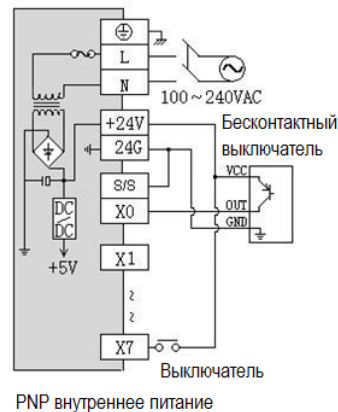 L
N
100~240VAC
+24V
Бесконтактный
24G
выключатель
VCC
S/S
X0
OUT
GND
DC
DC
+5V
X1
X7
Выключатель
PNP внутреннее питание